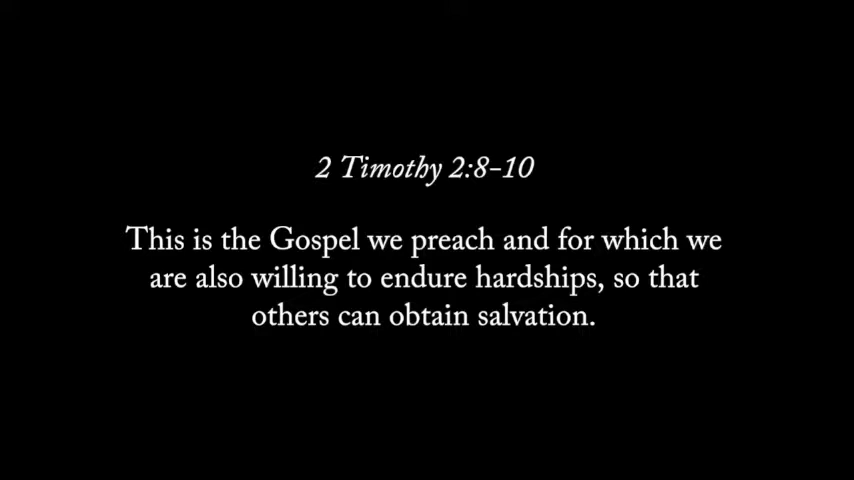 2 Timothy 2:8-10
This is the Gospel we preach and for which we
are also willing to endure hardships, so that
others can obtain salvation.